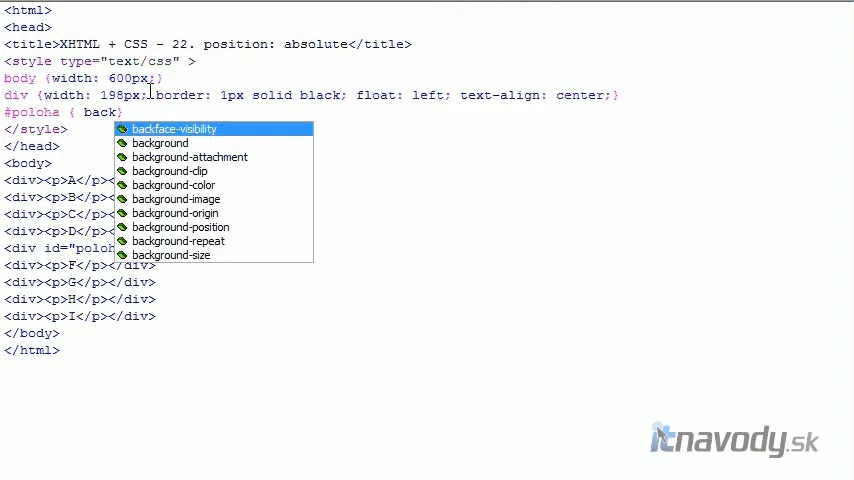 <html>
<head>
<title>XHTML + CSS - 22. position: absolute</title>
<style type="text/css" >
body {width: 600px;}
div {width: 198px; border: 1px solid black; float: left; text-align: center;}
#poloha { back}
</style>
</head>
<body>
<div><p>A</p><
<div><p>B</p><
<div><p>C</p><
<div><p>D</p><
<div id="poloh
<div><p>F</p></div>
<div><p>G</p></div>
<div><p>H</p></div>
<div><p>I</p></div>
</body>
</html>
backface-visibility
background
background-attachment
background-clip
background-color
background-image
background-origin
background-position
background-repeat
background-size
itnavody.sk